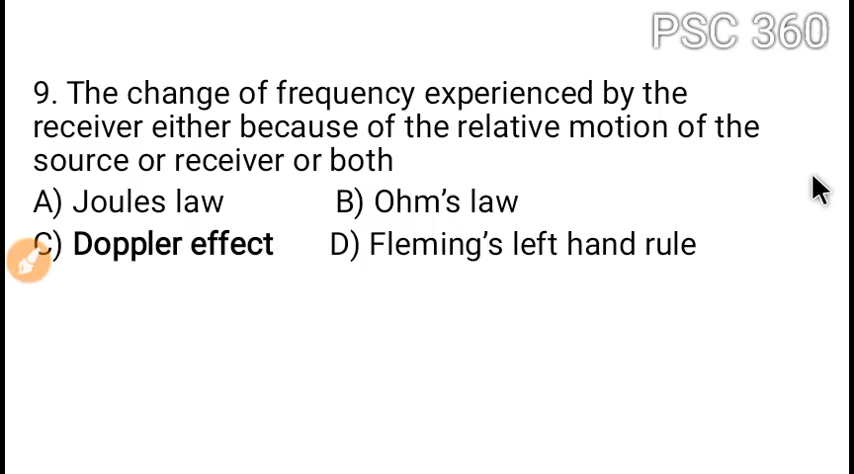 PSC 360
9. The change of frequency experienced by the
receiver either because of the relative motion of the
source or receiver or both
A) Joules law B) Ohm's law
C) Doppler effect D) Fleming's left hand rule